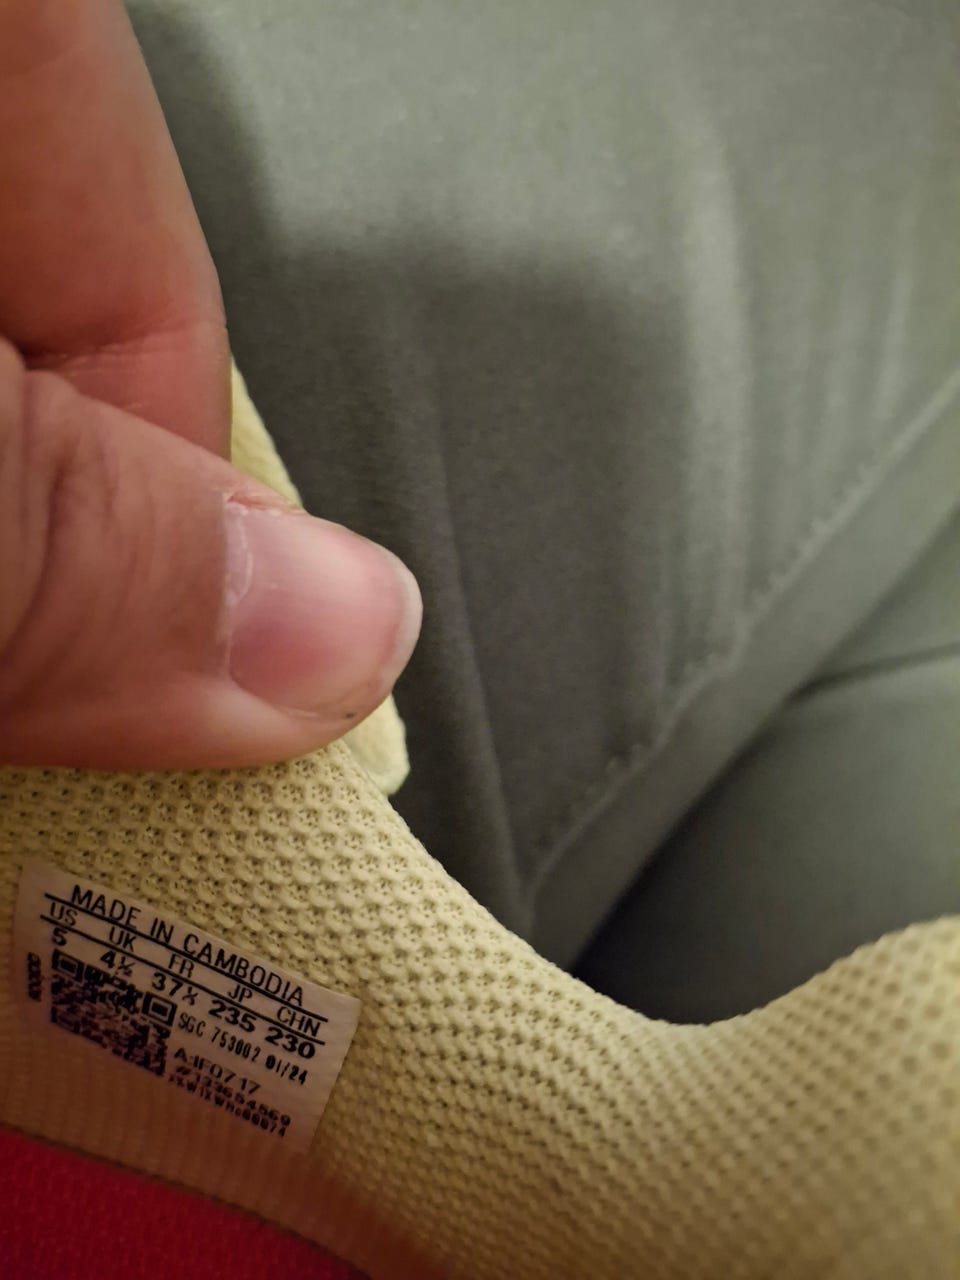 MADE IN CAMBODIA
US UK FR JP CHN
5 4½ 37⅓ 235 230
SGC 753002 01/24
A:IF0717
#133654569